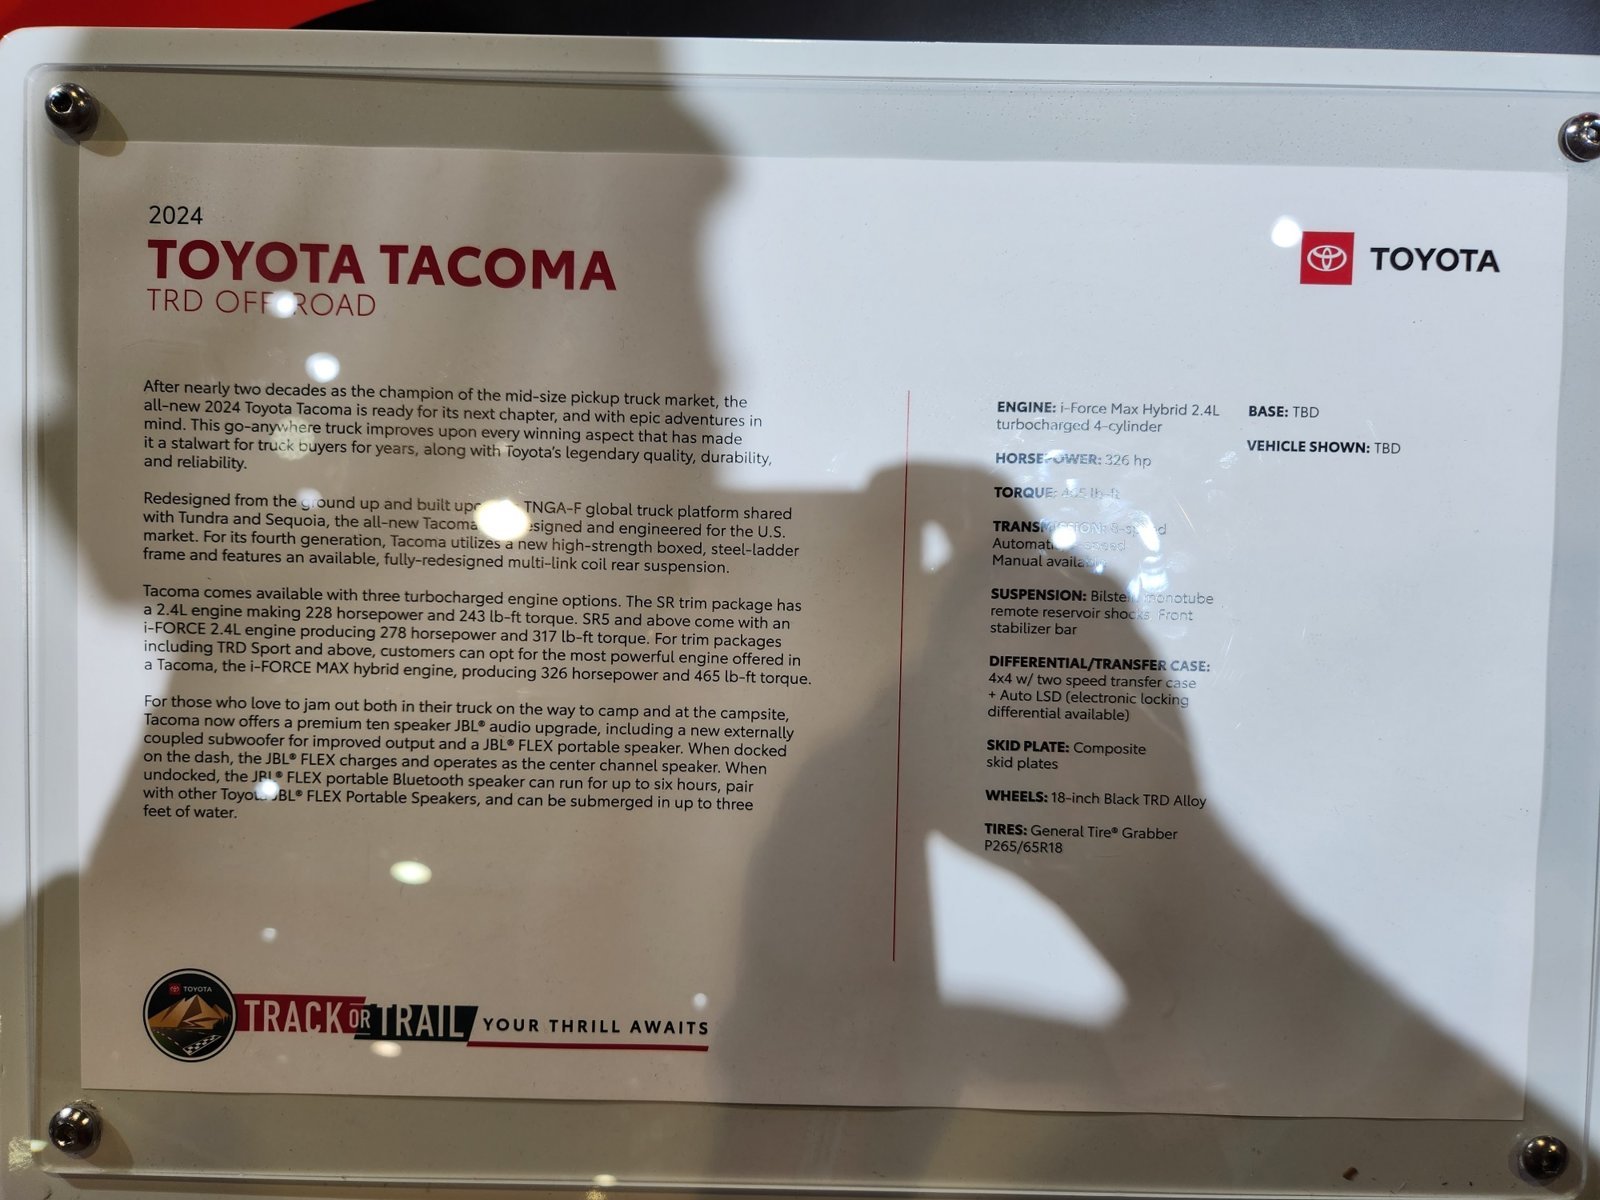 2024
TOYOTA TACOMA
TRD OFF-ROAD
TOYOTA
After nearly two decades as the champion of the mid-size pickup truck market, the
all-new 2024 Toyota Tacoma is ready for its next chapter, and with epic adventures in
mind. This go-anywhere truck improves upon every winning aspect that has made
it a stalwart for truck buyers for years, along with Toyota's legendary quality, durability,
and reliability.
Redesigned from the ground up and built TNGA-F global truck platform shared
with Tundra and Sequoia, the all-new Tacoma and engineered for the U.S.
market. For its fourth generation, Tacoma utilizes a new high-strength boxed, steel-ladder
frame and features an available, fully-redesigned multi-link coil rear suspension.
Tacoma comes available with three turbocharged engine options. The SR trim package has
a 2.4L engine making 228 horsepower and 243 lb-ft torque. SR5 and above come with an
i-FORCE 2.4L engine producing 278 horsepower and 317 lb-ft torque. For trim packages
including TRD Sport and above, customers can opt for the most powerful engine offered in
a Tacoma, the i-FORCE MAX hybrid engine, producing 326 horsepower and 465 lb-ft torque.
For those who love to jam out both in their truck on the way to camp and at the campsite,
Tacoma now offers a premium ten speaker JBL® audio upgrade, including a new externally
coupled subwoofer for improved output and a JBL® FLEX portable speaker. When docked
on the dash, the JBL® FLEX charges and operates as the center channel speaker. When
undocked, the JBL® FLEX portable Bluetooth speaker can run for up to six hours, pair
with other Toyota JBL® FLEX Portable Speakers, and can be submerged in up to three
feet of water.
ENGINE: i-Force Max Hybrid 2.4L
turbocharged 4-cylinder
HORSEPOWER: 326 hp
TORQUE: 465 lb-ft
TRANSMISSION: 8-speed
Automatic speed
Manual available
SUSPENSION: Bilstein monotube
remote reservoir shocks Front
stabilizer bar
DIFFERENTIAL/TRANSFER CASE:
4x4 w/ two speed transfer case
+ Auto LSD (electronic locking
differential available)
SKID PLATE: Composite
skid plates
WHEELS: 18-inch Black TRD Alloy
TIRES: General Tire® Grabber
P265/65R18
BASE: TBD
VEHICLE SHOWN: TBD
TOYOTA
TRACK OR TRAIL YOUR THRILL AWAITS